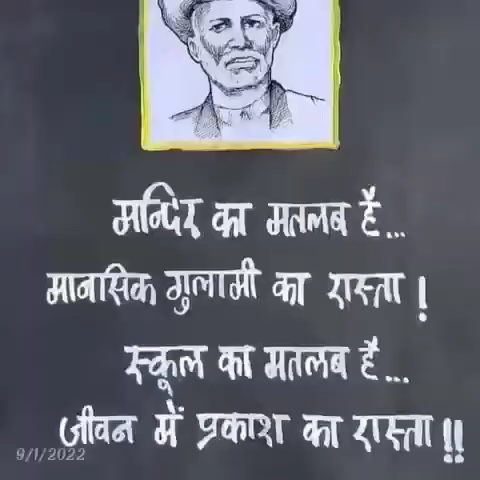 मन्दिर का मतलब है...
मानसिक गुलामी का रास्ता !
स्कूल का मतलब है...
जीवन में प्रकाश का रास्ता !!
9/1/2022